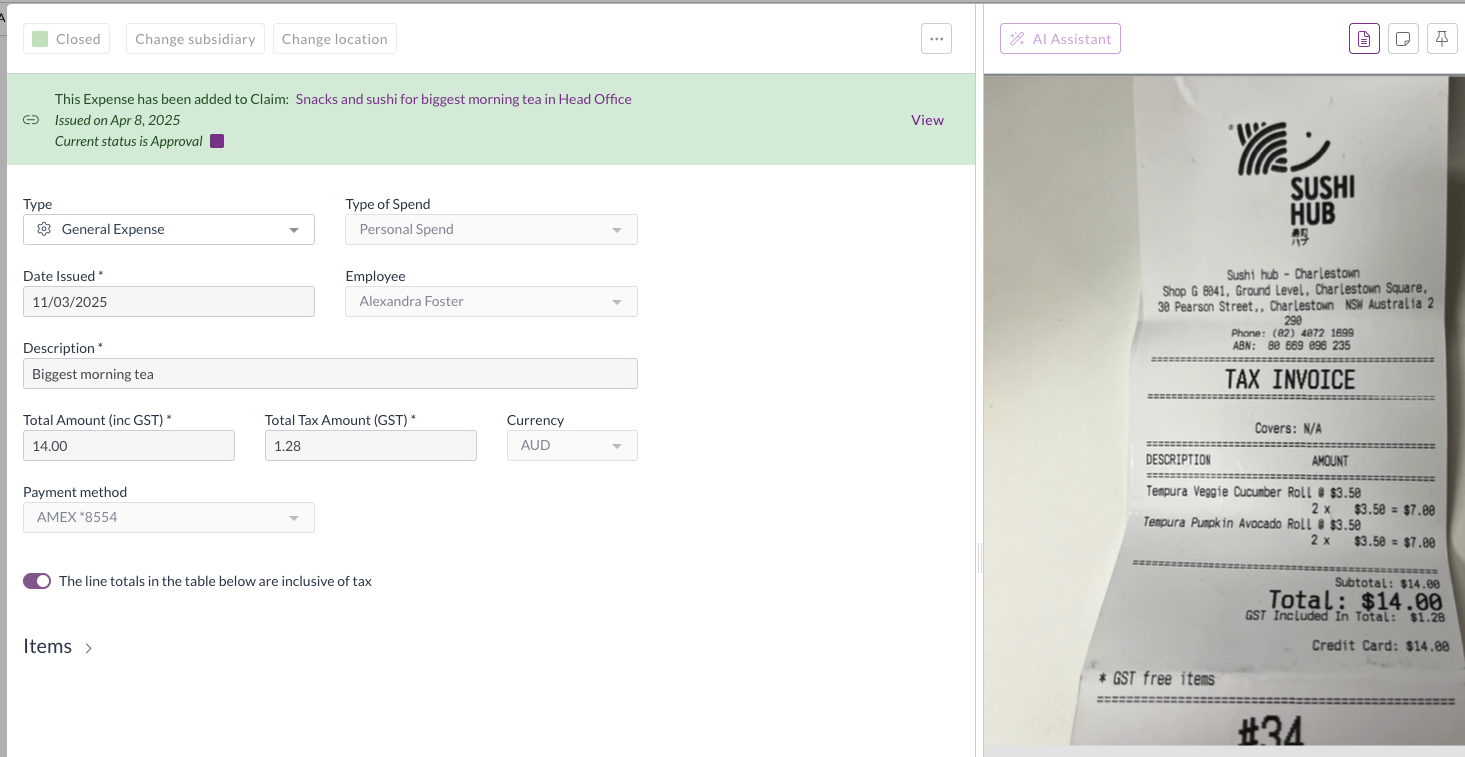 Closed
Change subsidiary
Change location
This Expense has been added to Claim: Snacks and sushi for biggest morning tea in Head Office
Issued on Apr 8, 2025
Current status is Approval
View
Type
General Expense
Type of Spend
Personal Spend
Date Issued *
11/03/2025
Employee
Alexandra Foster
Description *
Biggest morning tea
Total Amount (inc GST) *
14.00
Total Tax Amount (GST) *
1.28
Currency
AUD
Payment method
AMEX *8554
The line totals in the table below are inclusive of tax
Items
AI Assistant
SUSHI
HUB
寿司
ハブ
Sushi hub - Charlestown
Shop G 8041, Ground Level, Charlestown Square,
30 Pearson Street,, Charlestown NSW Australia 2
290
Phone: (02) 4072 1699
ABN: 80 669 096 235
TAX INVOICE
Covers: N/A
DESCRIPTION AMOUNT
Tempura Veggie Cucumber Roll @ $3.50
2 x $3.50 = $7.00
Tempura Pumpkin Avocado Roll @ $3.50
2 x $3.50 = $7.00
Subtotal: $14.00
Total: $14.00
GST Included In Total: $1.28
Credit Card: $14.00
* GST free items
#34